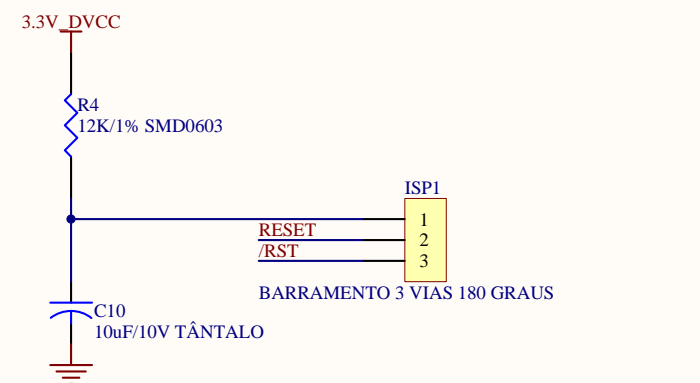 3.3V_DVCC
R4
12K/1% SMD0603
ISP1
1
RESET
2
/RST
3
BARRAMENTO 3 VIAS 180 GRAUS
C10
10uF/10V TÂNTALO